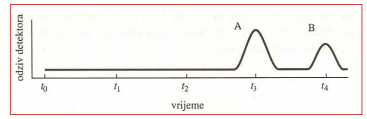 odziv detektora
A
B
t0 t1 t2 t3 t4
vrijeme